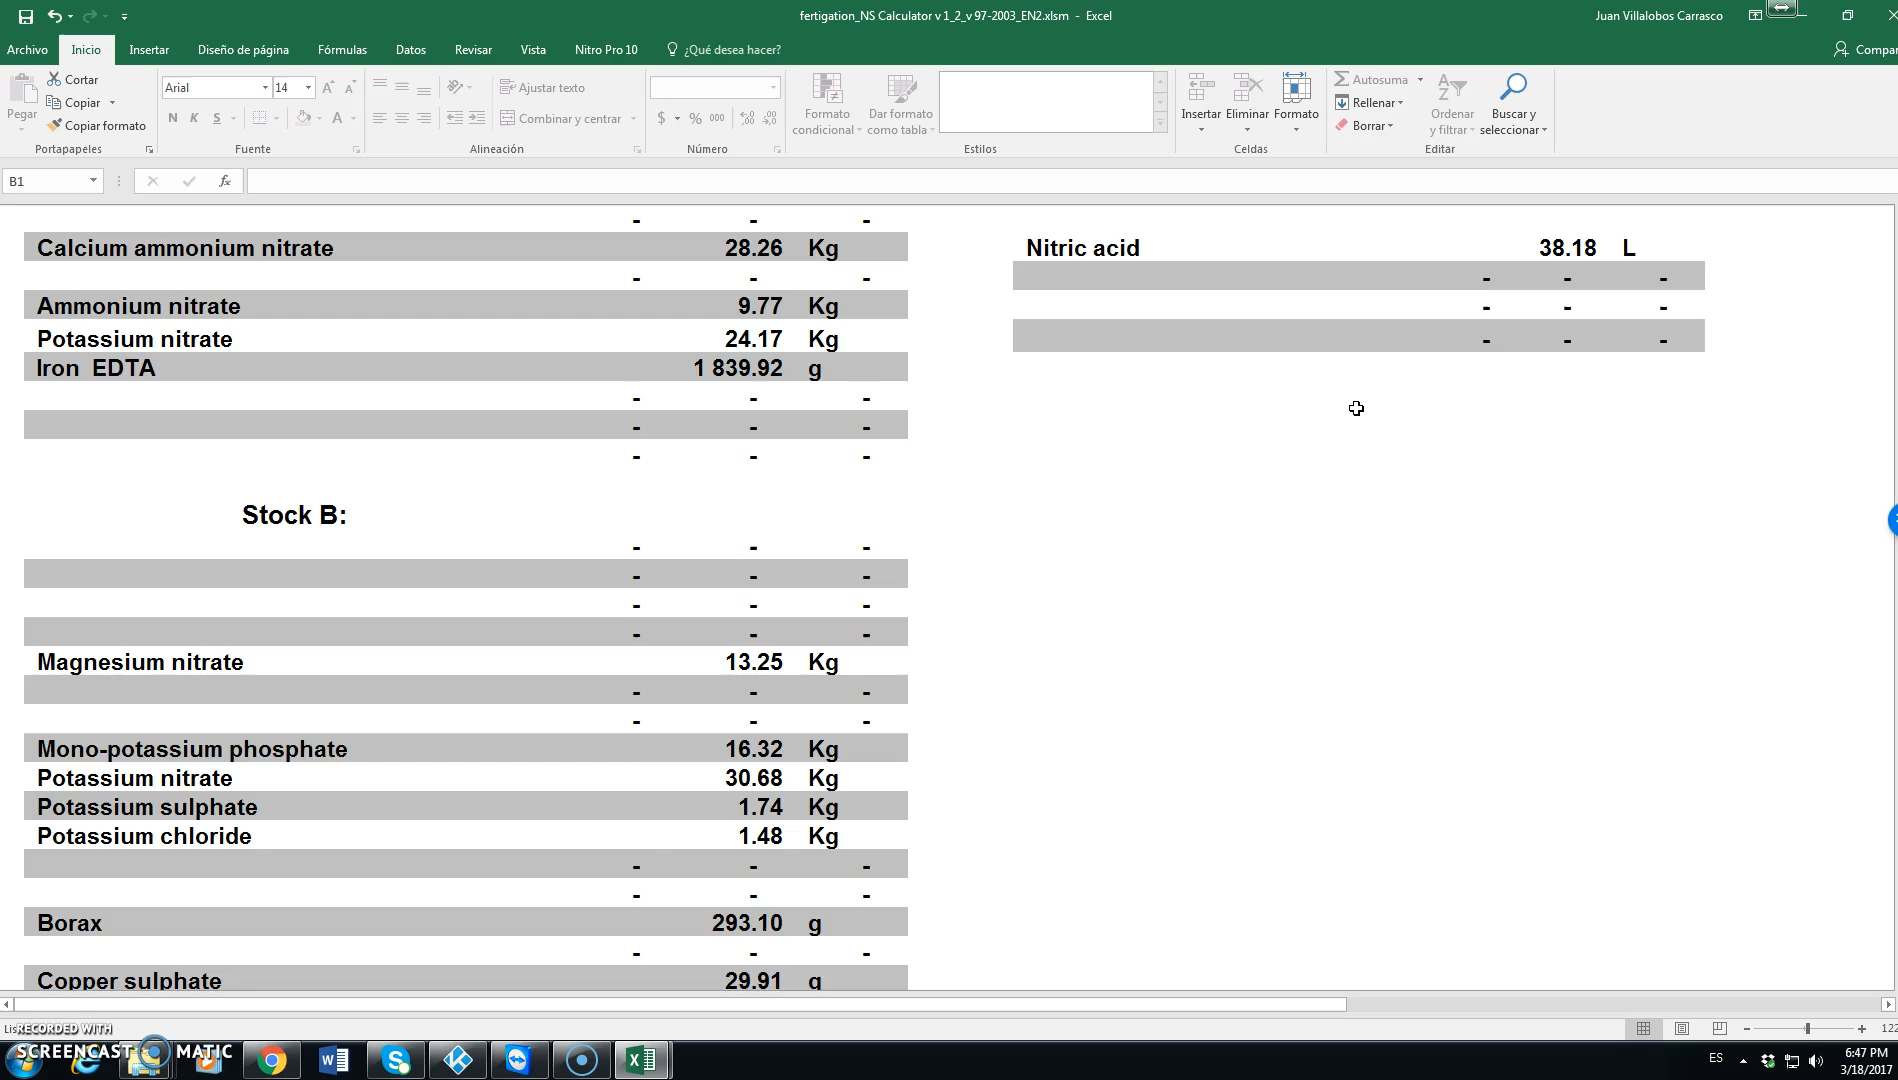 fertigation_NS Calculator v 1_2_v 97-2003_EN2.xlsm - Excel
Juan Villalobos Carrasco
Archivo Inicio Insertar Diseño de página Fórmulas Datos Revisar Vista Nitro Pro 10 ¿Qué desea hacer? Compar
Pegar
Cortar
Copiar
Copiar formato
Portapapeles
Arial 14
N K S
Fuente
Ajustar texto
Combinar y centrar
Alineación
$ % 000
Número
Formato condicional
Dar formato como tabla
Estilos
Insertar Eliminar Formato
Celdas
Autosuma
Rellenar
Borrar
Ordenar y filtrar
Buscar y seleccionar
Editar
B1 fx
- - -
Calcium ammonium nitrate 28.26 Kg
- - -
Ammonium nitrate 9.77 Kg
Potassium nitrate 24.17 Kg
Iron EDTA 1 839.92 g
- - -
- - -
- - -
Nitric acid 38.18 L
- - -
- - -
- - -
Stock B:
- - -
- - -
- - -
- - -
Magnesium nitrate 13.25 Kg
- - -
- - -
Mono-potassium phosphate 16.32 Kg
Potassium nitrate 30.68 Kg
Potassium sulphate 1.74 Kg
Potassium chloride 1.48 Kg
- - -
- - -
Borax 293.10 g
- - -
Copper sulphate 29.91 g
Lis
RECORDED WITH
SCREENCAST MATIC
122
ES
6:47 PM
3/18/2017